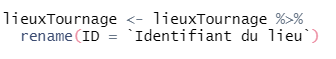 lieuxTournage <- lieuxTournage %>%
  rename(ID = `Identifiant du lieu`)